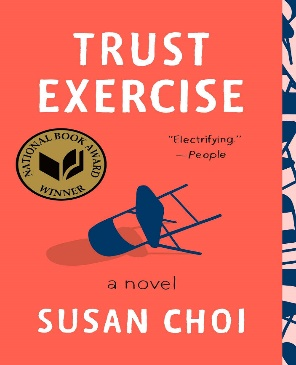 TRUST
EXERCISE
NATIONAL BOOK AWARD
WINNER
"Electrifying."
— People
a novel
SUSAN CHOI